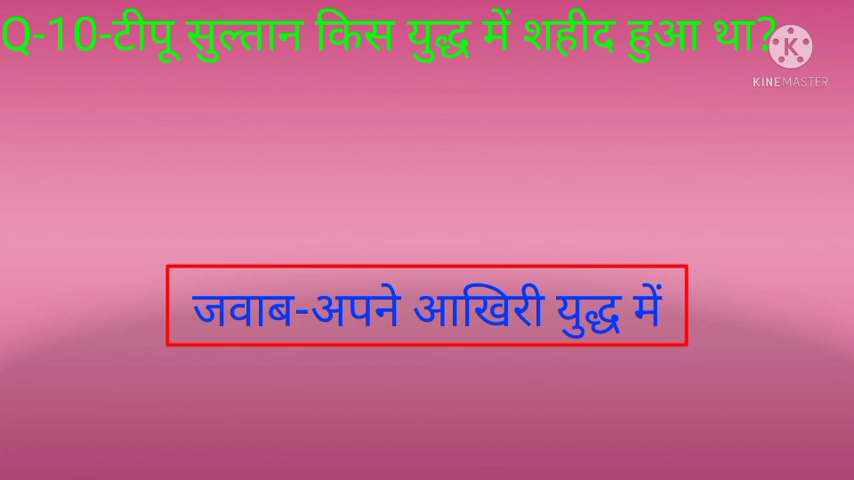 Q-10-टीपू सुल्तान किस युद्ध में शहीद हुआ था?
K
KINEMASTER
जवाब-अपने आखिरी युद्ध में